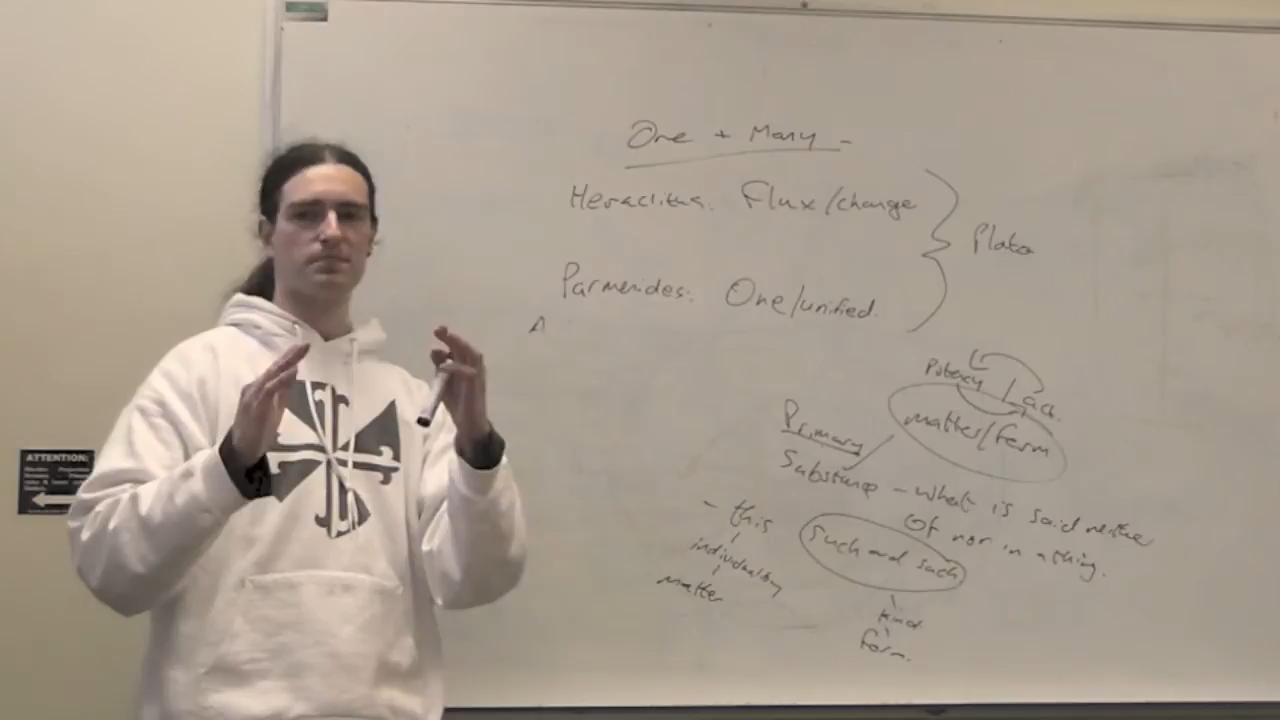 One + Many -
Heraclitus: Flux/change
Plato
Parmenides: One/unified.
A
Potency / act.
matter/form
Primary
Substance - what is said neither
of nor in a thing.
- this
such and such
individuality
matter
kind
form.
ATTENTION: